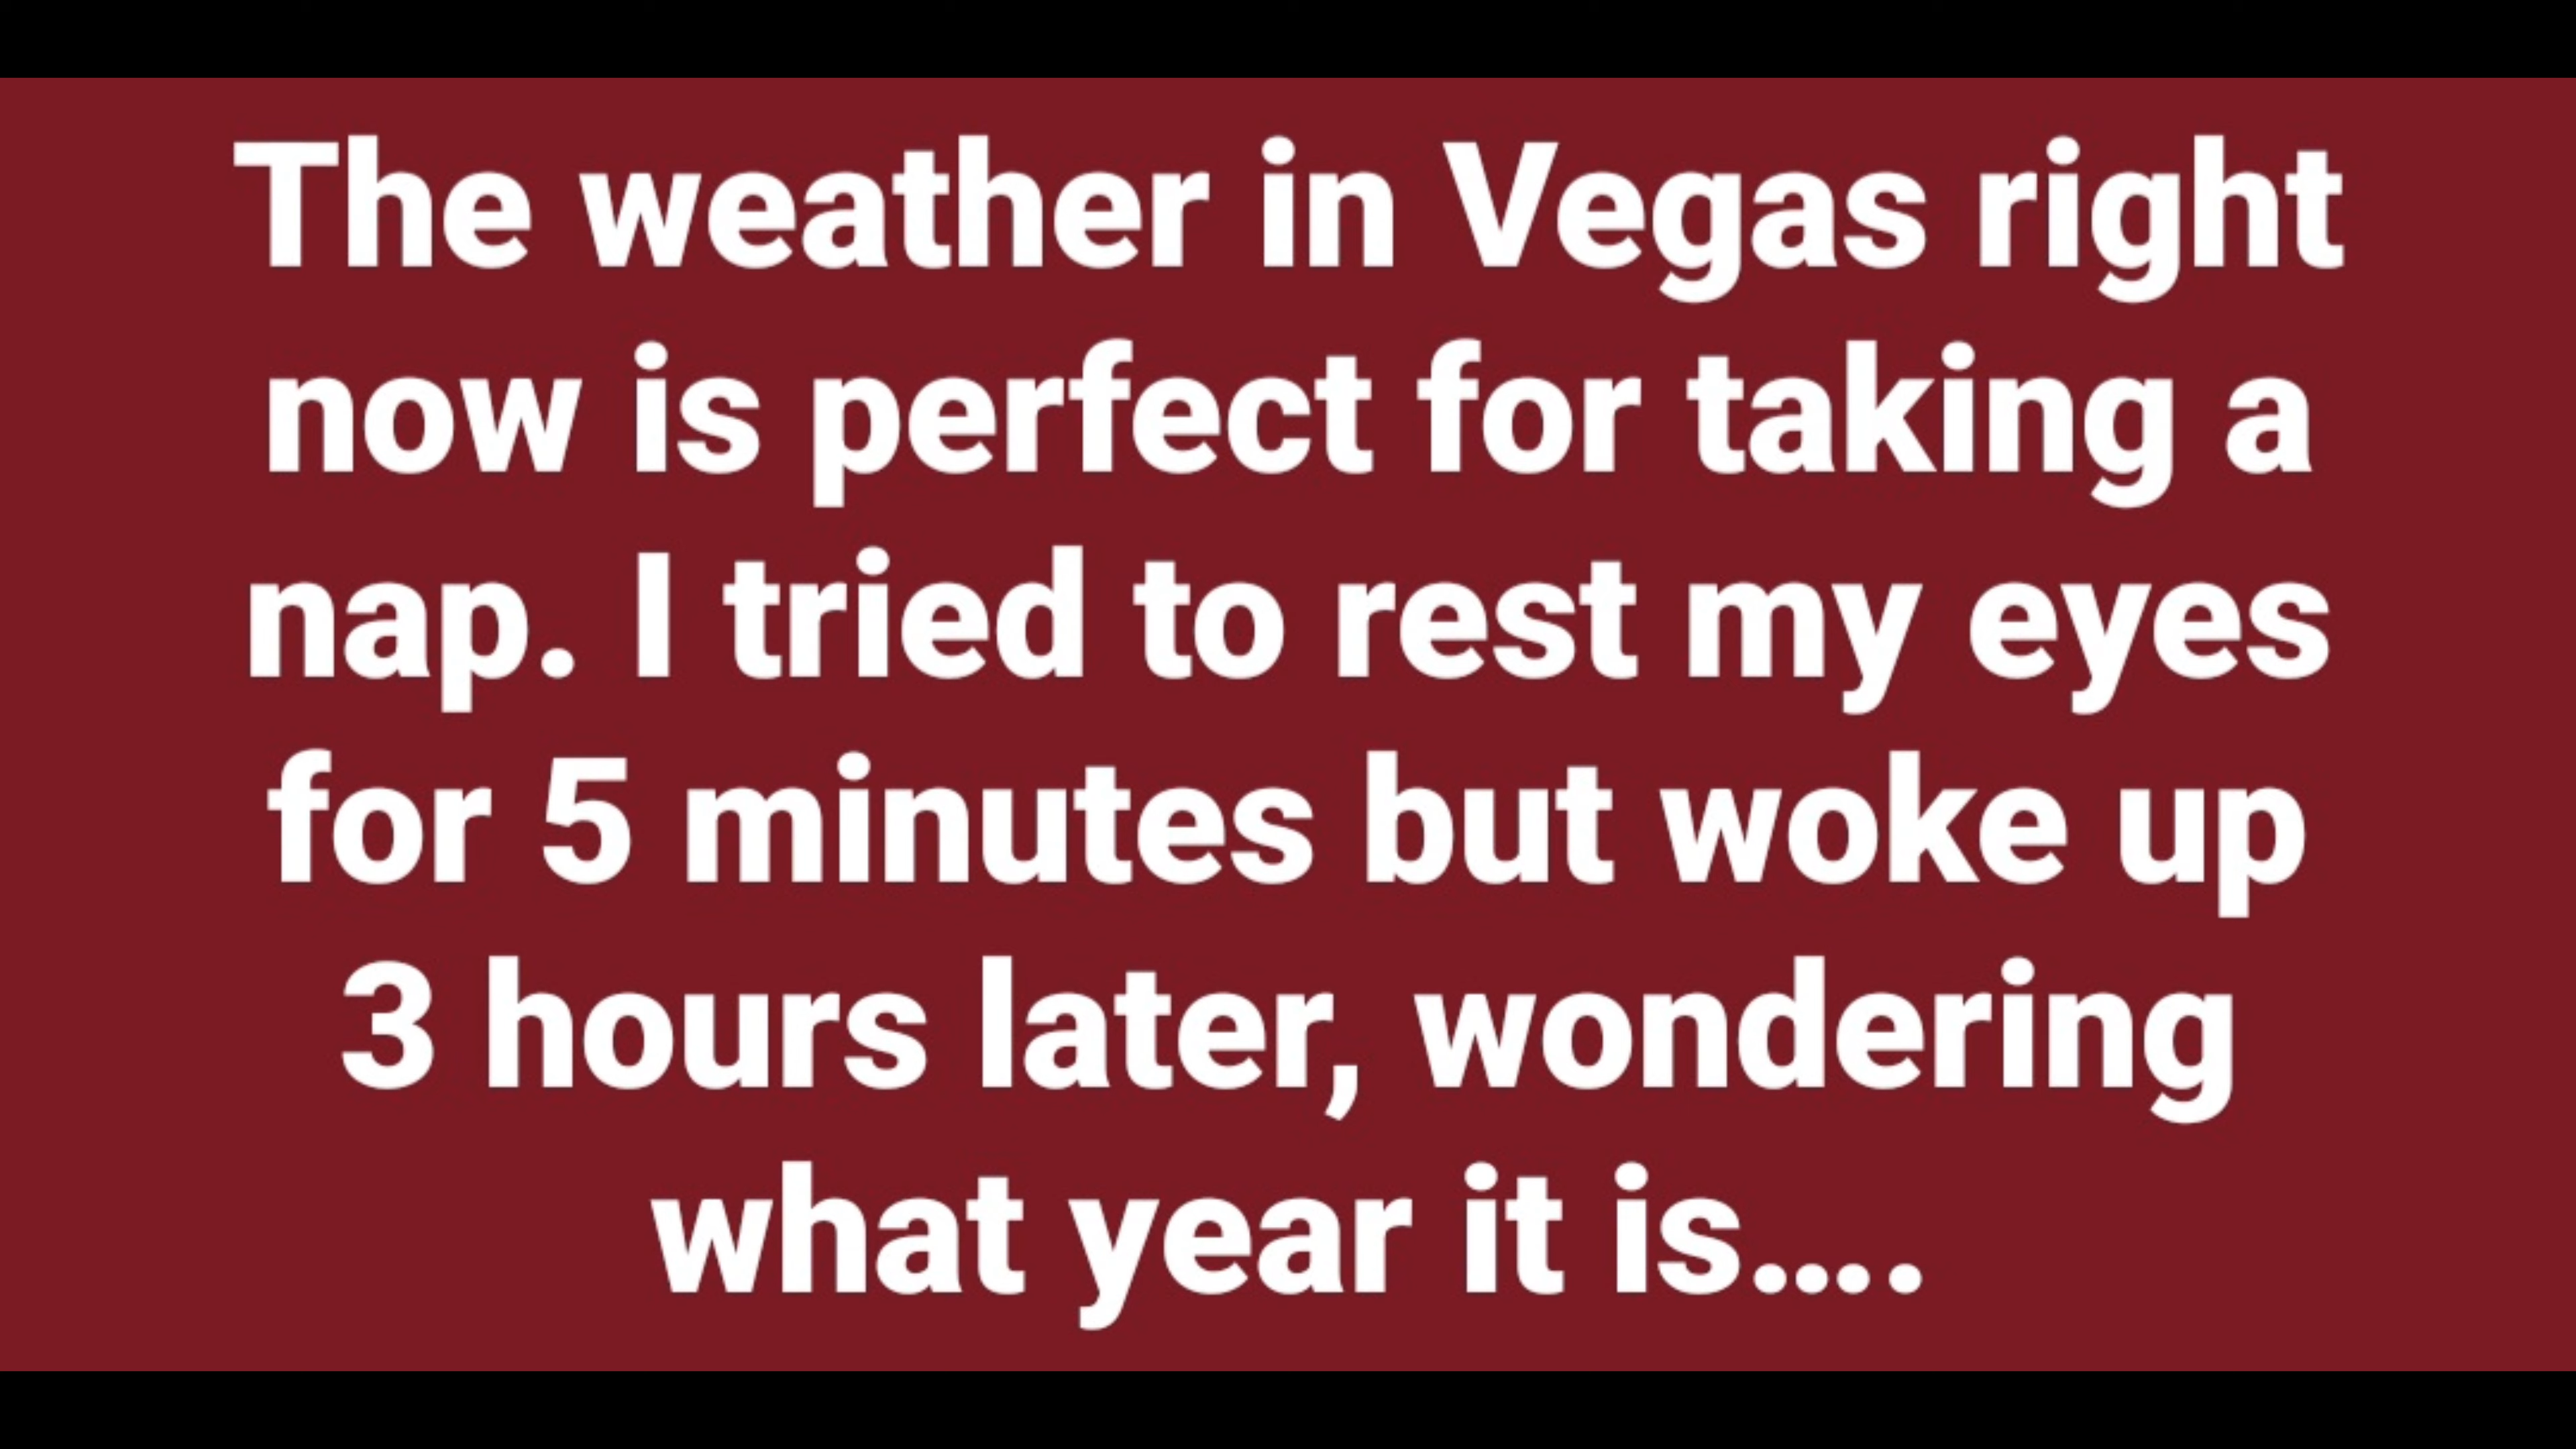 The weather in Vegas right
now is perfect for taking a
nap. I tried to rest my eyes
for 5 minutes but woke up
3 hours later, wondering
what year it is....